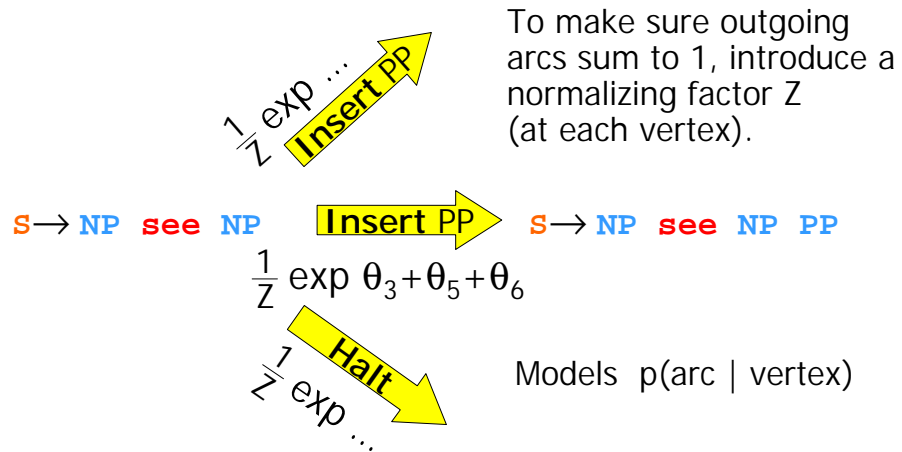 To make sure outgoing
arcs sum to 1, introduce a
normalizing factor Z
(at each vertex).
1/Z exp ...
Insert PP
S→ NP see NP
Insert PP
S→ NP see NP PP
1/Z exp θ₃+θ₅+θ₆
Halt
1/Z exp ...
Models p(arc | vertex)